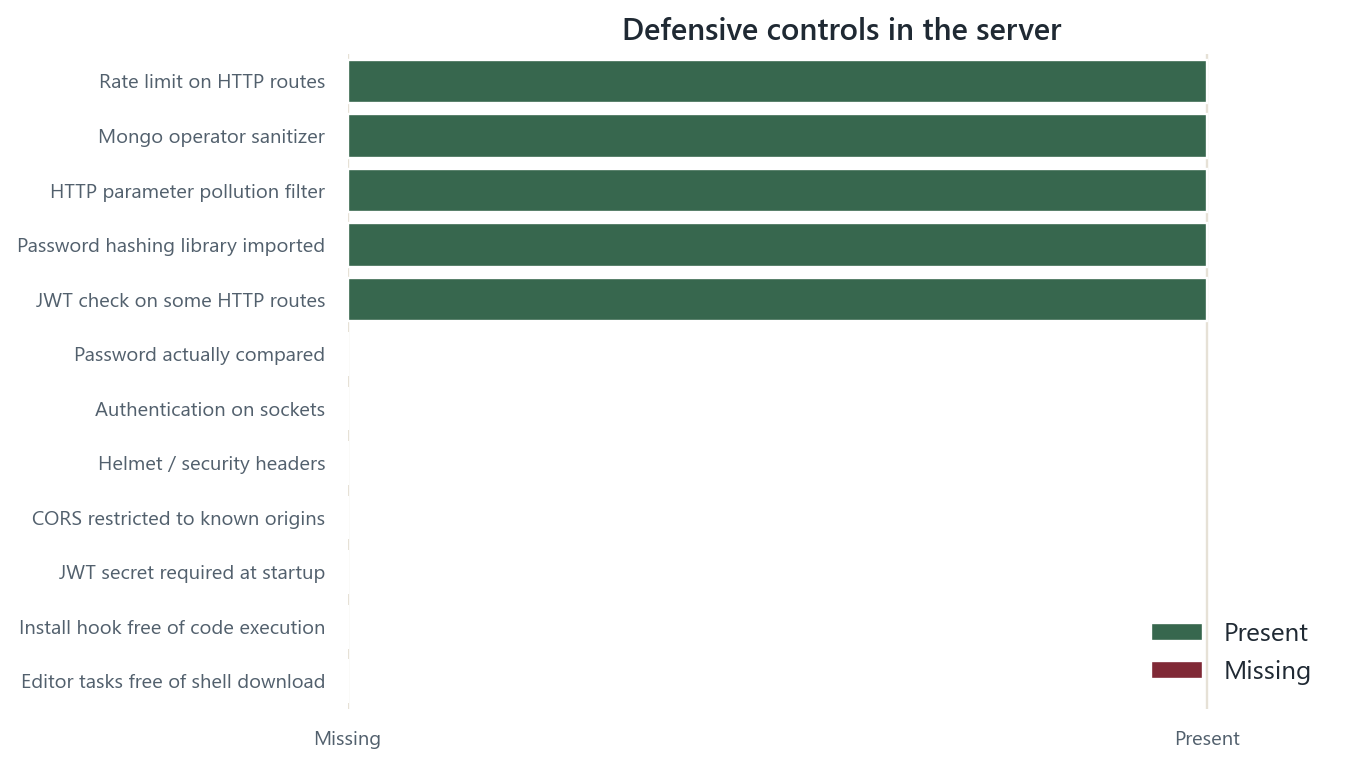 Defensive controls in the server
Rate limit on HTTP routes
Mongo operator sanitizer
HTTP parameter pollution filter
Password hashing library imported
JWT check on some HTTP routes
Password actually compared
Authentication on sockets
Helmet / security headers
CORS restricted to known origins
JWT secret required at startup
Install hook free of code execution
Editor tasks free of shell download
Present
Missing
Missing
Present